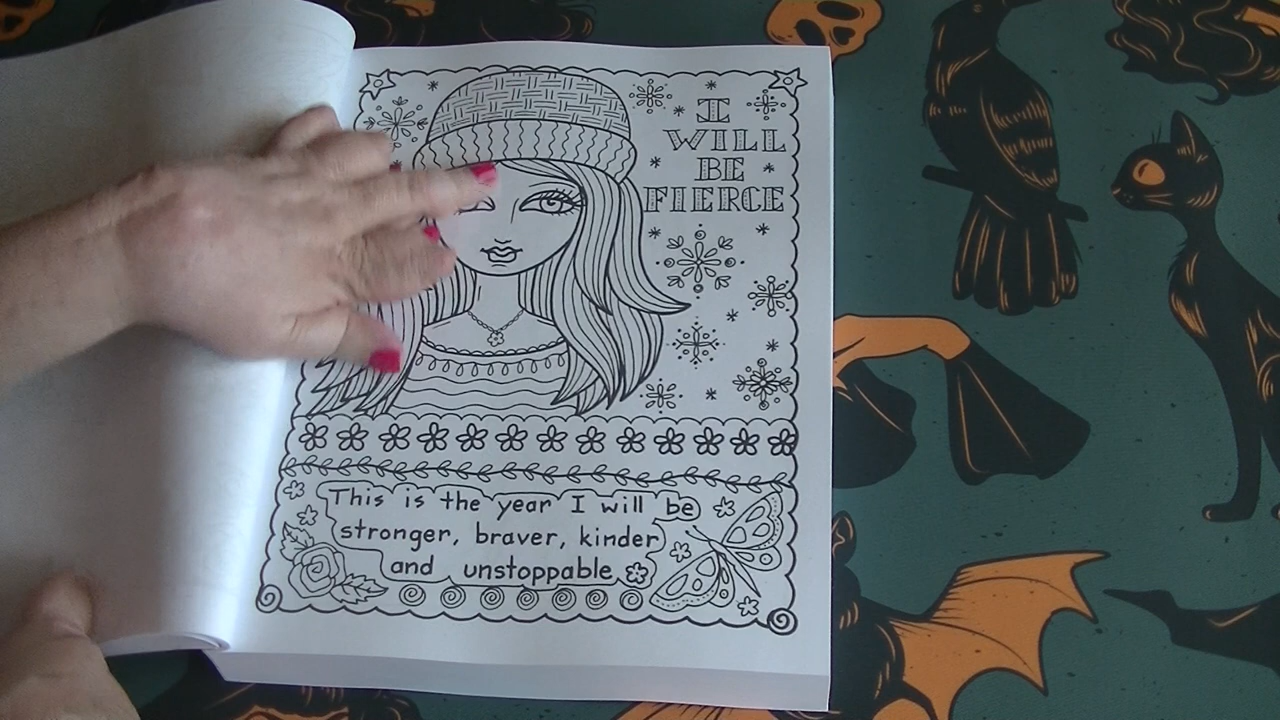 I
WILL
BE
FIERCE
This is the year I will be
stronger, braver, kinder
and unstoppable